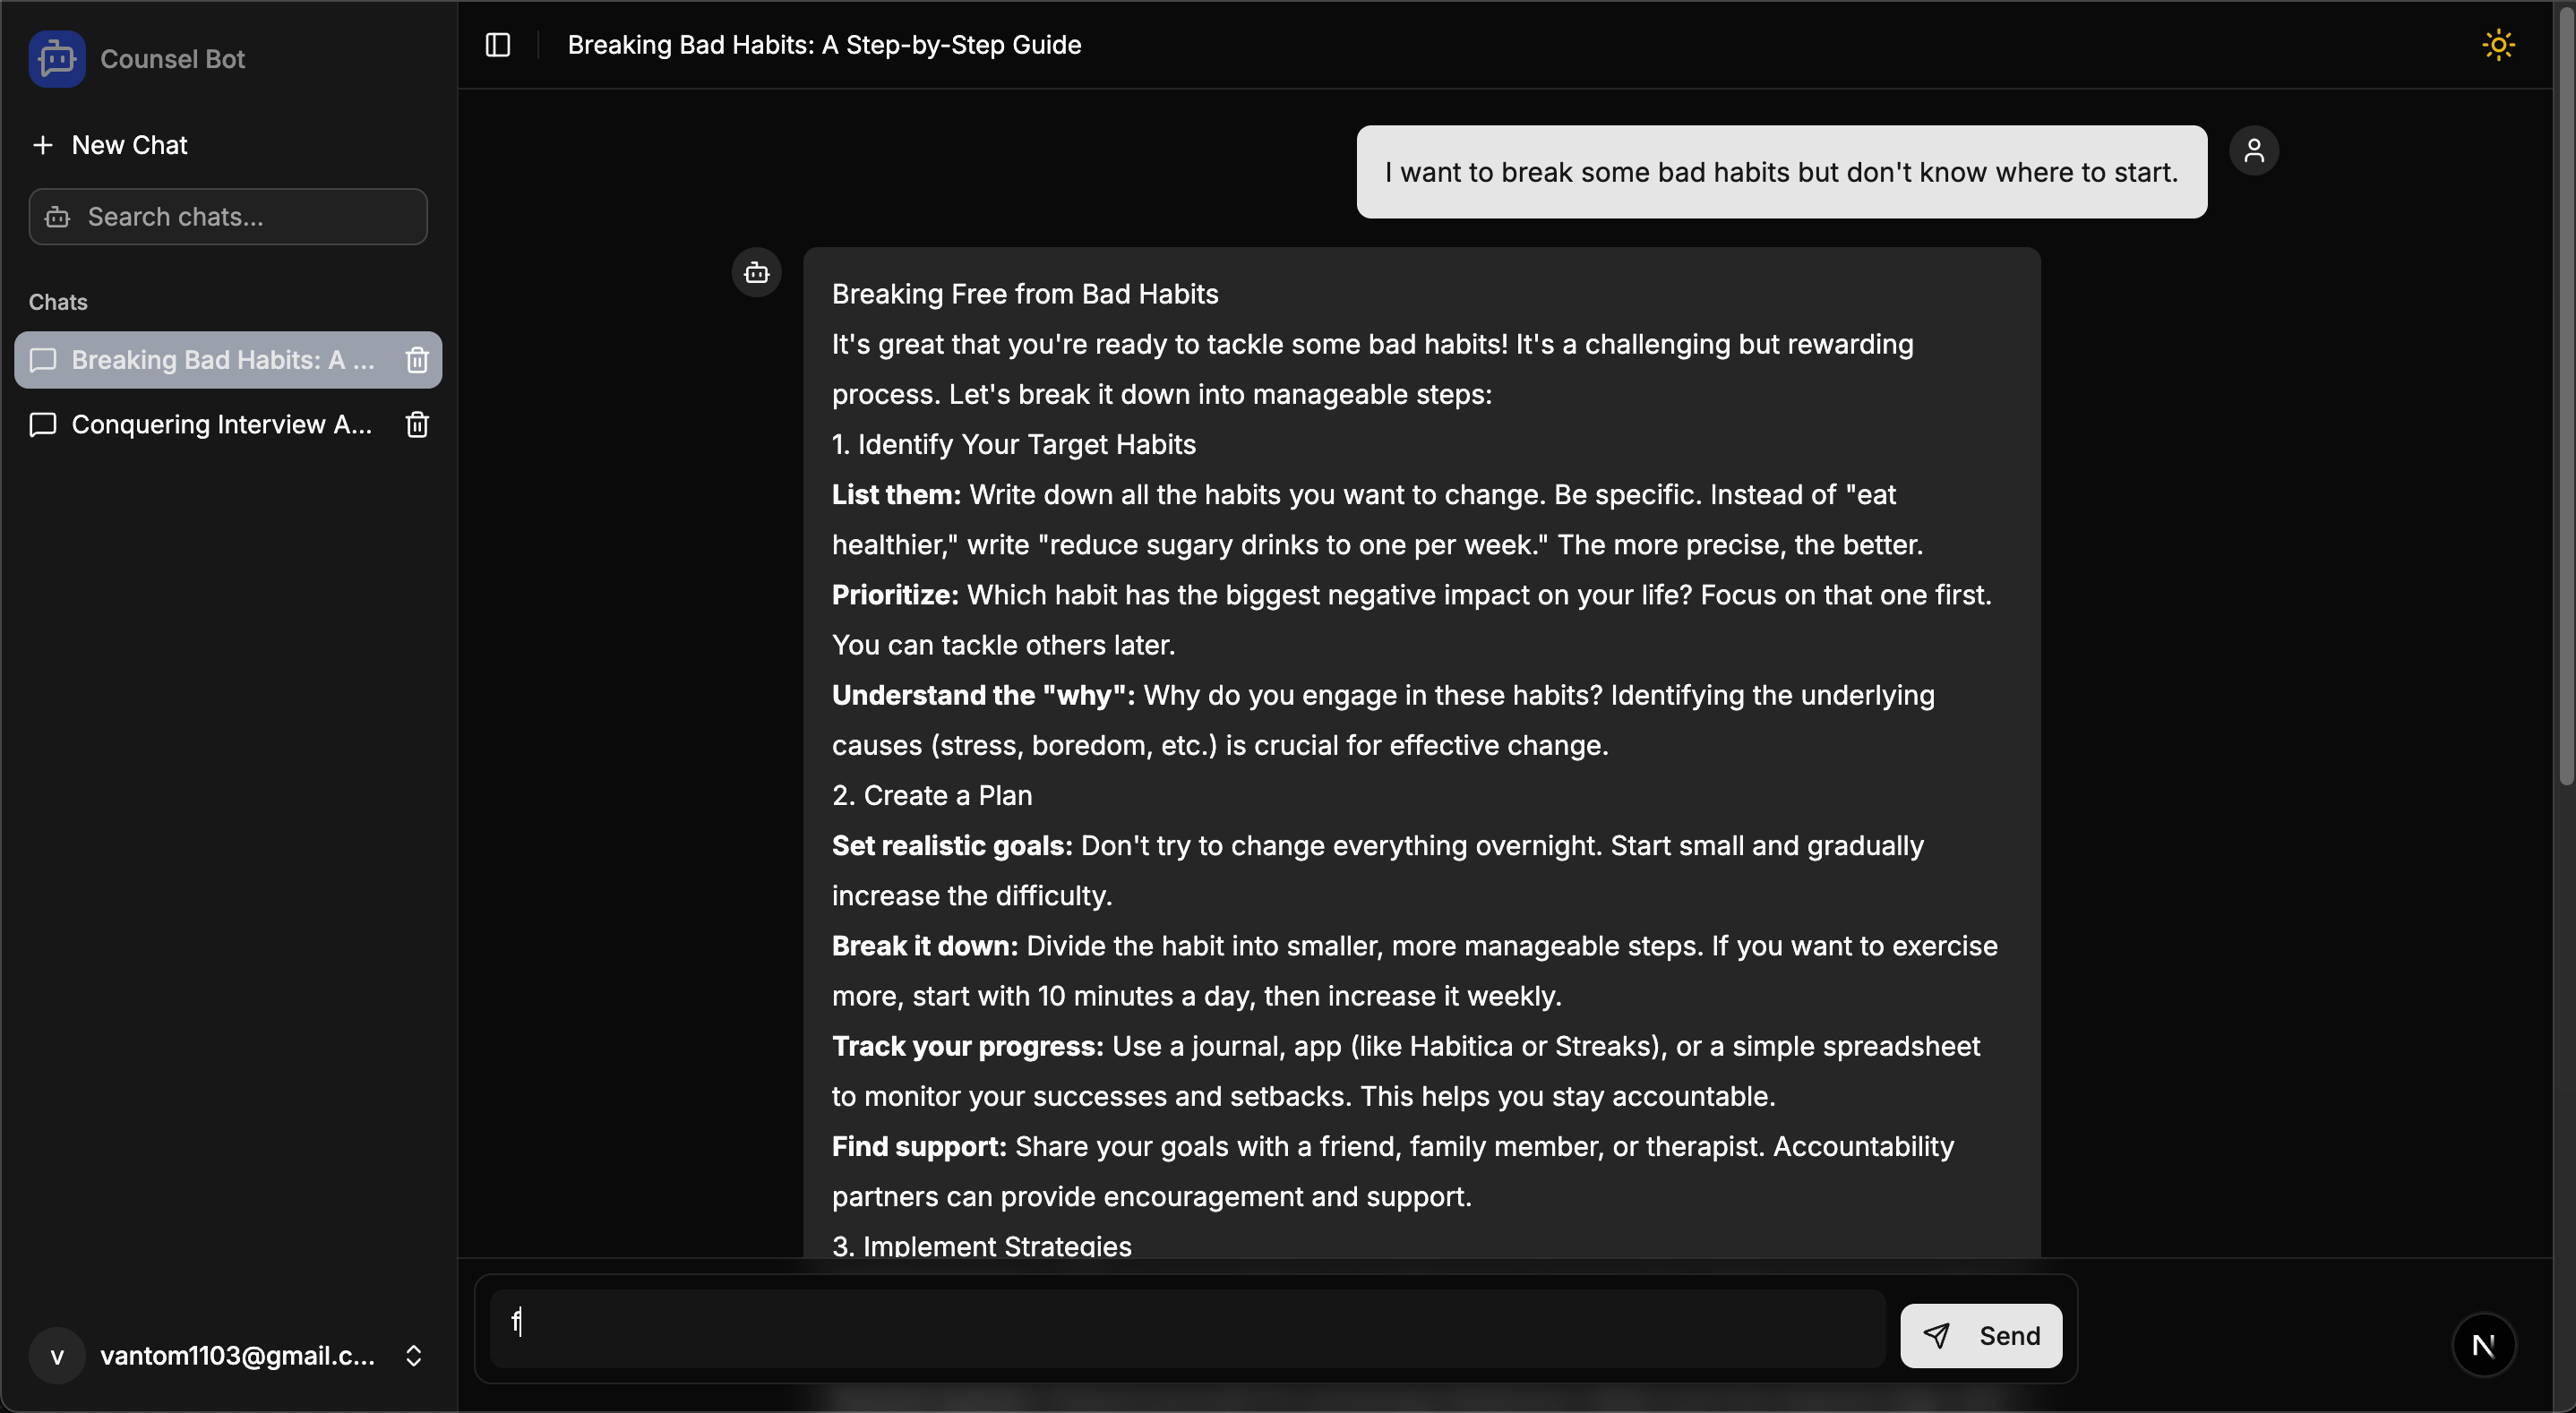 Counsel Bot
New Chat
Search chats...
Chats
Breaking Bad Habits: A ...
Conquering Interview A...
vantom1103@gmail.c...
v
Breaking Bad Habits: A Step-by-Step Guide
I want to break some bad habits but don't know where to start.
Breaking Free from Bad Habits
It's great that you're ready to tackle some bad habits! It's a challenging but rewarding
process. Let's break it down into manageable steps:
1. Identify Your Target Habits
List them: Write down all the habits you want to change. Be specific. Instead of "eat
healthier," write "reduce sugary drinks to one per week." The more precise, the better.
Prioritize: Which habit has the biggest negative impact on your life? Focus on that one first.
You can tackle others later.
Understand the "why": Why do you engage in these habits? Identifying the underlying
causes (stress, boredom, etc.) is crucial for effective change.
2. Create a Plan
Set realistic goals: Don't try to change everything overnight. Start small and gradually
increase the difficulty.
Break it down: Divide the habit into smaller, more manageable steps. If you want to exercise
more, start with 10 minutes a day, then increase it weekly.
Track your progress: Use a journal, app (like Habitica or Streaks), or a simple spreadsheet
to monitor your successes and setbacks. This helps you stay accountable.
Find support: Share your goals with a friend, family member, or therapist. Accountability
partners can provide encouragement and support.
3. Implement Strategies
f
Send
N